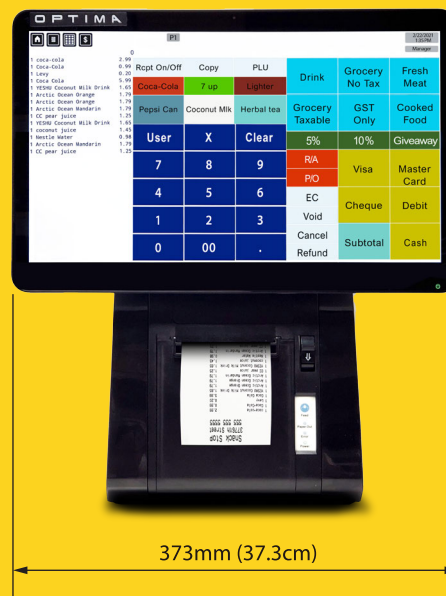 OPTIMA
P1
2/22/2021
1:35 PM
Manager
0
1 coca-cola 2.99
1 Coca-Cola 0.99
1 Levy 0.20
1 Coca Cola 5.99
1 YESHU Coconut Milk Drink 1.65
1 Arctic Ocean Orange 1.79
1 Arctic Ocean Orange 1.79
1 Arctic Ocean Mandarin 1.79
1 CC pear juice 1.25
1 YESHU Coconut Milk Drink 1.65
1 coconut juice 1.45
1 Nestle Water 0.98
1 Arctic Ocean Mandarin 1.79
1 CC pear juice 1.25
Rcpt On/Off Copy PLU
Coca-Cola 7 up Lighter
Pepsi Can Coconut Mlk Herbal tea
User X Clear
7 8 9
4 5 6
1 2 3
0 00 .
Drink Grocery No Tax Fresh Meat
Grocery Taxable GST Only Cooked Food
5% 10% Giveaway
R/A Visa Master Card
P/O
EC Cheque Debit
Void
Cancel Subtotal Cash
Refund
Snack Stop
3776th Street
373mm (37.3cm)